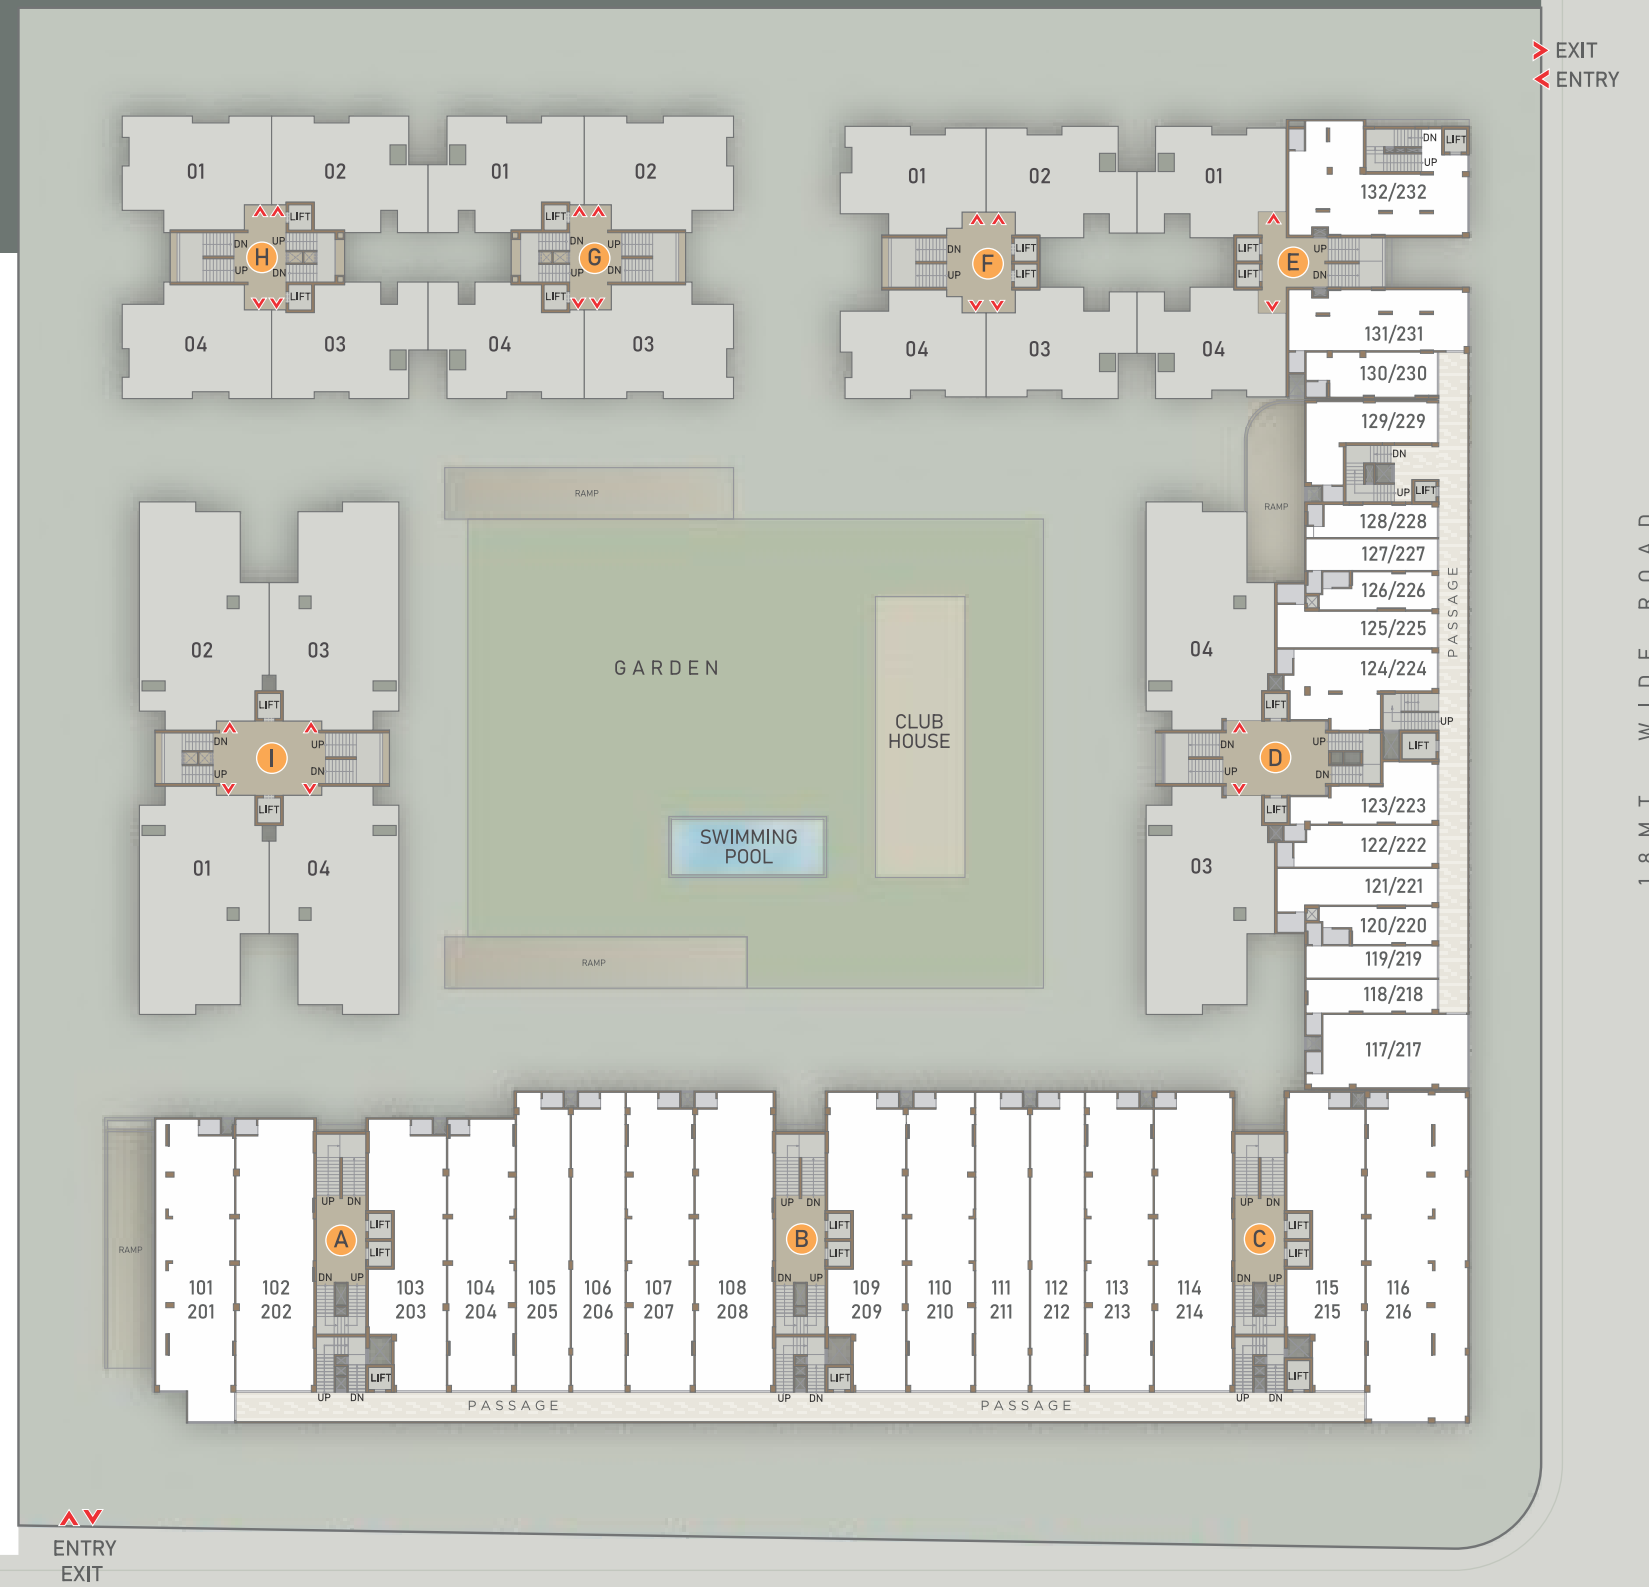 EXIT
ENTRY
01
02
01
02
LIFT
LIFT
DN
UP
H
UP
DN
LIFT
DN
UP
G
UP
DN
LIFT
04
03
04
03
01
02
01
132/232
DN
UP
LIFT
DN
UP
F
LIFT
LIFT
LIFT
LIFT
E
UP
DN
04
03
04
131/231
130/230
129/229
DN
UP
LIFT
128/228
127/227
126/226
125/225
124/224
UP
LIFT
123/223
122/222
121/221
120/220
119/219
118/218
117/217
PASSAGE
18MT WIDE ROAD
RAMP
RAMP
GARDEN
CLUB
HOUSE
SWIMMING
POOL
RAMP
02
03
LIFT
DN
UP
I
UP
DN
LIFT
01
04
04
LIFT
DN
UP
D
UP
DN
LIFT
03
RAMP
UP DN
A
LIFT
LIFT
DN UP
UP DN
LIFT
UP DN
B
LIFT
LIFT
DN UP
UP DN
LIFT
UP DN
C
LIFT
LIFT
DN UP
UP DN
LIFT
101
201
102
202
103
203
104
204
105
205
106
206
107
207
108
208
109
209
110
210
111
211
112
212
113
213
114
214
115
215
116
216
PASSAGE
PASSAGE
ENTRY
EXIT